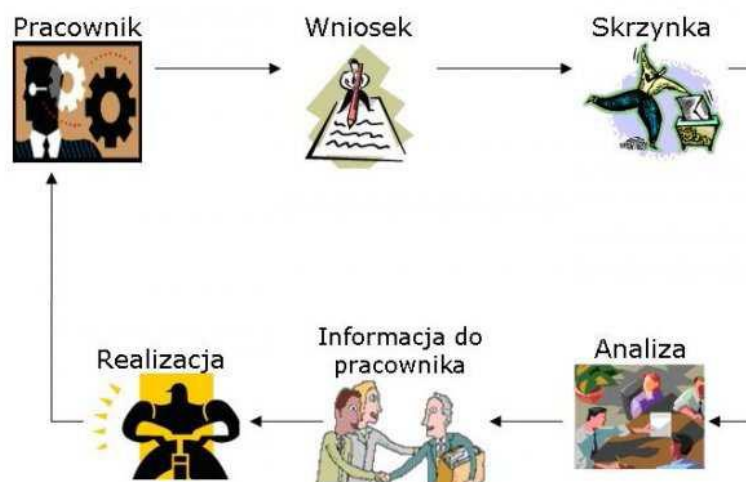 Pracownik
Wniosek
Skrzynka
Realizacja
Informacja do
pracownika
Analiza